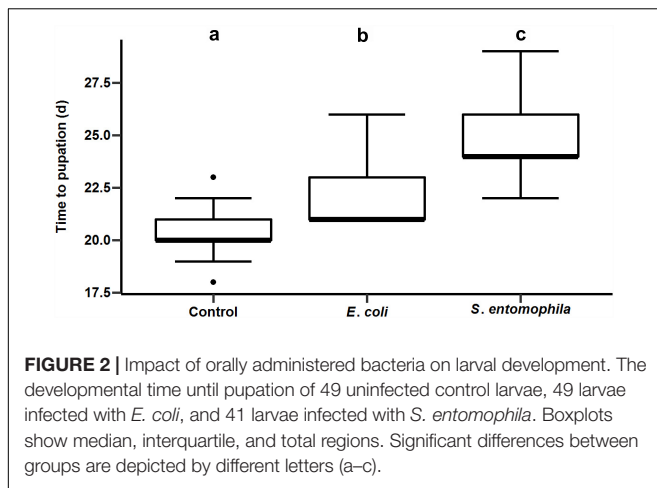 a b c
27.5
25.0
22.5
20.0
17.5
Time to pupation (d)
Control E. coli S. entomophila
FIGURE 2 | Impact of orally administered bacteria on larval development. The
developmental time until pupation of 49 uninfected control larvae, 49 larvae
infected with E. coli, and 41 larvae infected with S. entomophila. Boxplots
show median, interquartile, and total regions. Significant differences between
groups are depicted by different letters (a–c).